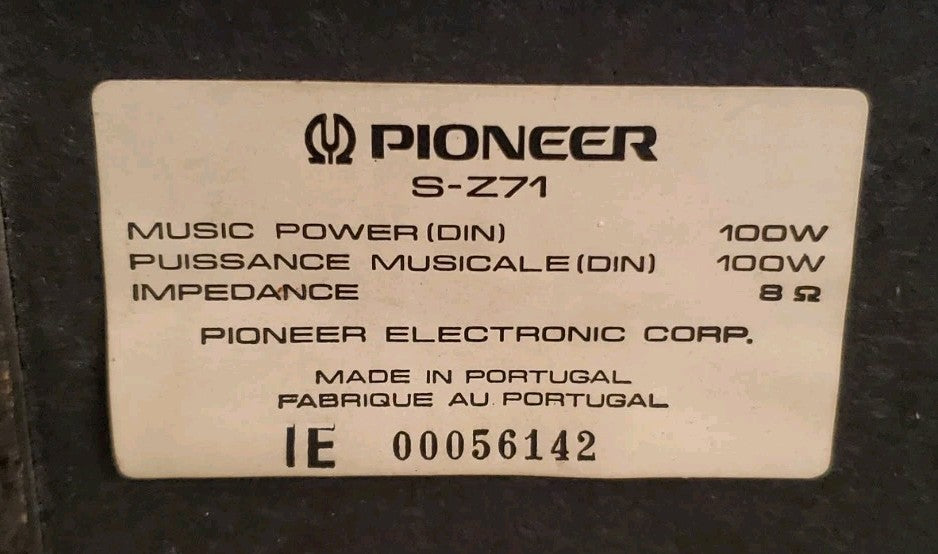 PIONEER
S-Z71
MUSIC POWER (DIN) 100W
PUISSANCE MUSICALE (DIN) 100W
IMPEDANCE 8 Ω
PIONEER ELECTRONIC CORP.
MADE IN PORTUGAL
FABRIQUE AU PORTUGAL
IE 00056142